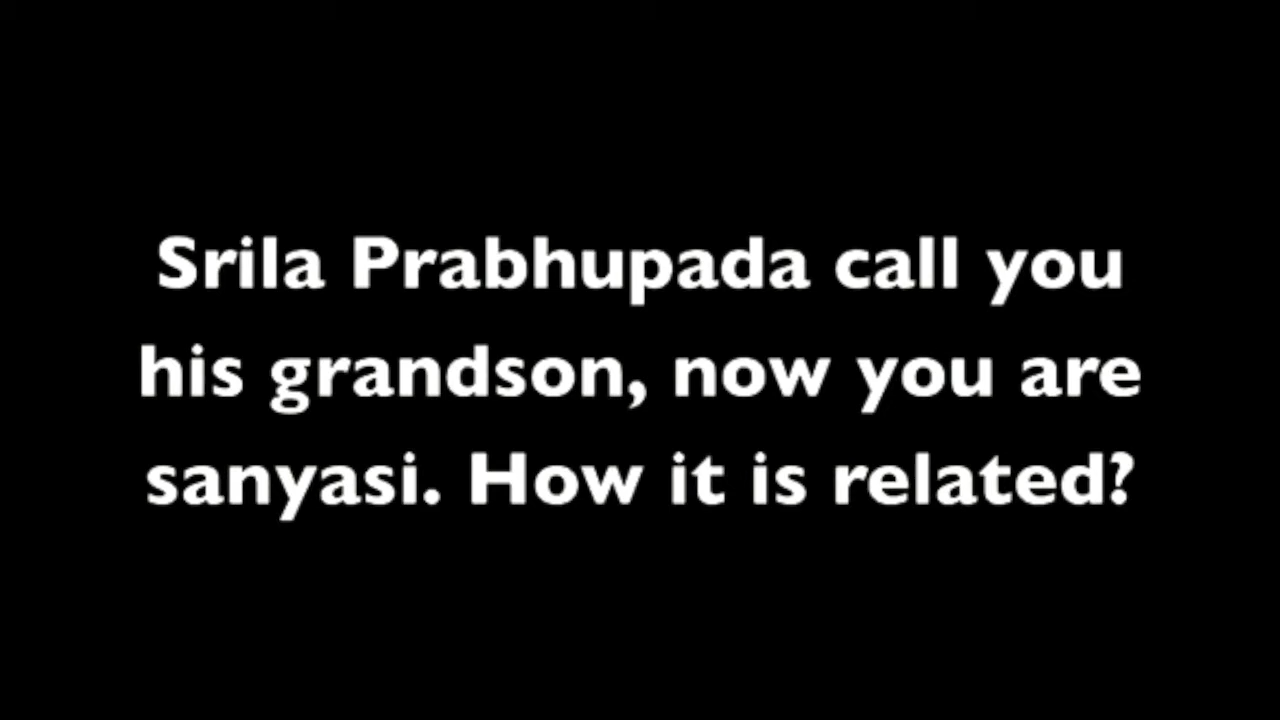 Srila Prabhupada call you
his grandson, now you are
sanyasi. How it is related?